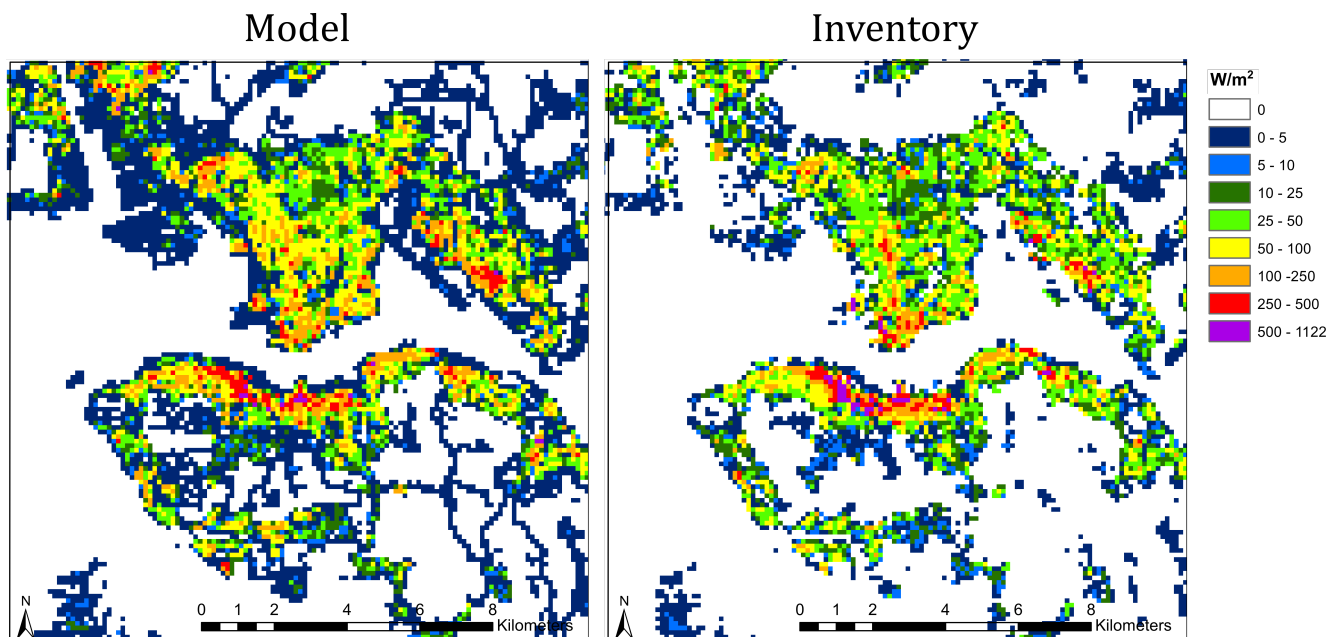 Model
Inventory
W/m²
0
0 - 5
5 - 10
10 - 25
25 - 50
50 - 100
100 -250
250 - 500
500 - 1122
N
0 1 2 4 6 8
Kilometers
N
0 1 2 4 6 8
Kilometers